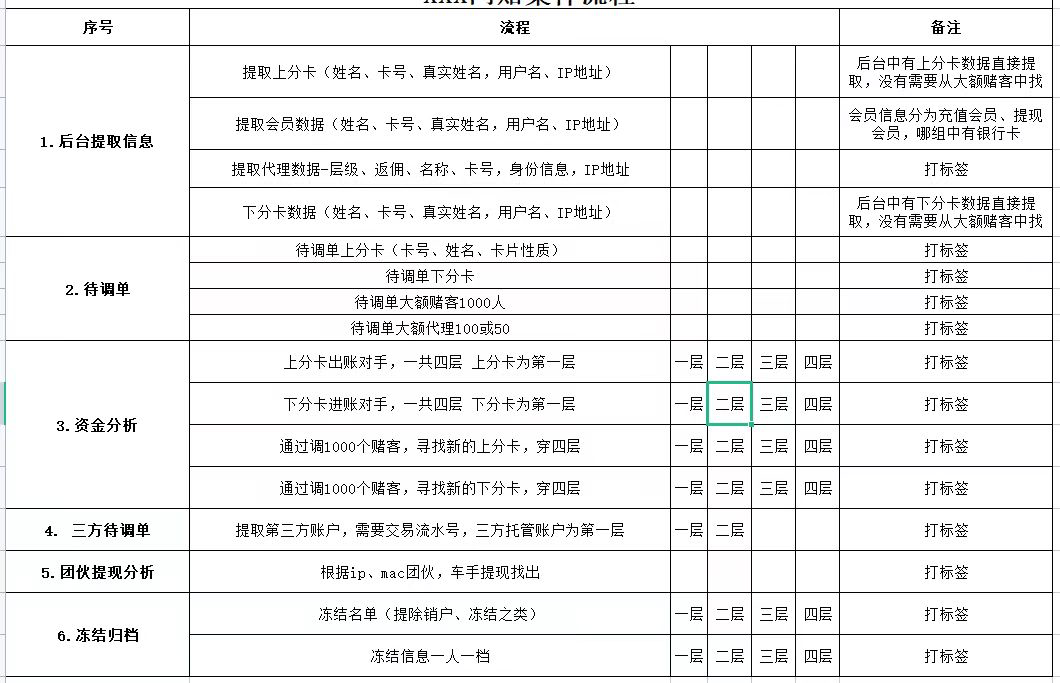 序号 流程 备注
1.后台提取信息
提取上分卡（姓名、卡号、真实姓名，用户名、IP地址）
后台中有上分卡数据直接提
取，没有需要从大额赌客中找
提取会员数据（姓名、卡号、真实姓名，用户名、IP地址）
会员信息分为充值会员、提现
会员，哪组中有银行卡
提取代理数据-层级、返佣、名称、卡号，身份信息，IP地址 打标签
下分卡数据（姓名、卡号、真实姓名，用户名、IP地址）
后台中有下分卡数据直接提
取，没有需要从大额赌客中找
2.待调单
待调单上分卡（卡号、姓名、卡片性质） 打标签
待调单下分卡 打标签
待调单大额赌客1000人 打标签
待调单大额代理100或50 打标签
3.资金分析
上分卡出账对手，一共四层 上分卡为第一层 一层 二层 三层 四层 打标签
下分卡进账对手，一共四层 下分卡为第一层 一层 二层 三层 四层 打标签
通过调1000个赌客，寻找新的上分卡，穿四层 一层 二层 三层 四层 打标签
通过调1000个赌客，寻找新的下分卡，穿四层 一层 二层 三层 四层 打标签
4. 三方待调单 提取第三方账户，需要交易流水号，三方托管账户为第一层 一层 二层 打标签
5.团伙提现分析 根据ip、mac团伙，车手提现找出 打标签
6.冻结归档
冻结名单（提除销户、冻结之类） 一层 二层 三层 四层 打标签
冻结信息一人一档 一层 二层 三层 四层 打标签